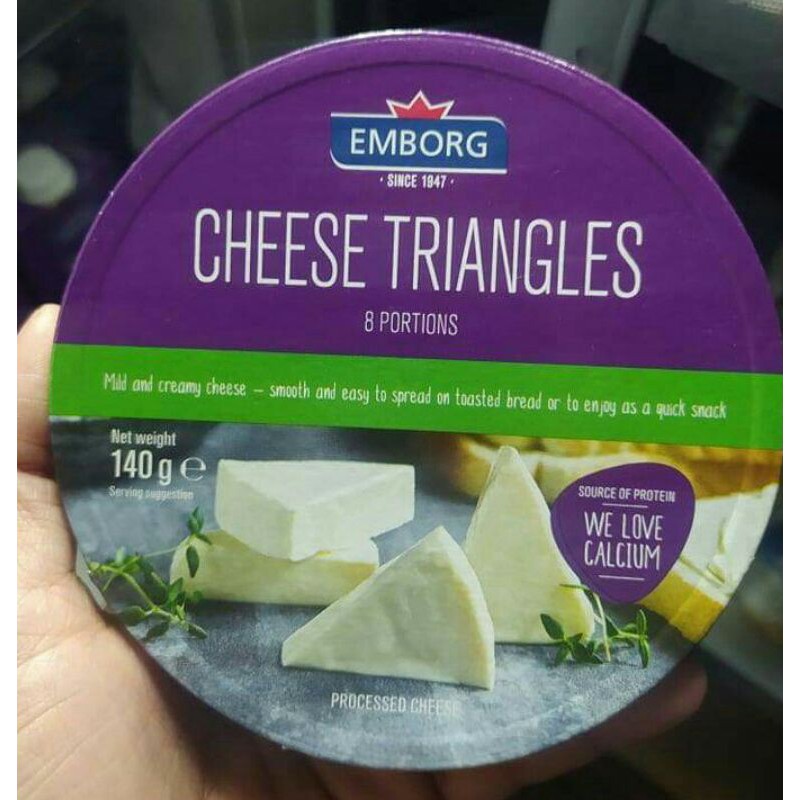 EMBORG
· SINCE 1947 ·
CHEESE TRIANGLES
8 PORTIONS
Mild and creamy cheese – smooth and easy to spread on toasted bread or to enjoy as a quick snack
Net weight
140 g ℮
Serving suggestion
SOURCE OF PROTEIN
WE LOVE
CALCIUM
PROCESSED CHEESE